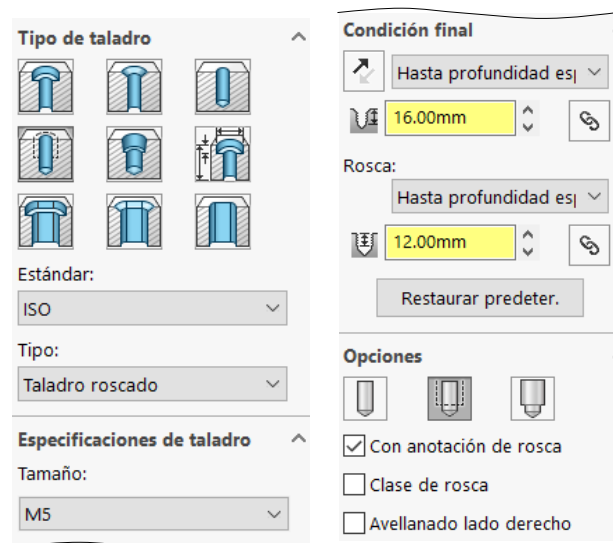 Tipo de taladro
Estándar:
ISO
Tipo:
Taladro roscado
Especificaciones de taladro
Tamaño:
M5
Condición final
Hasta profundidad es
16.00mm
Rosca:
Hasta profundidad es
12.00mm
Restaurar predeter.
Opciones
Con anotación de rosca
Clase de rosca
Avellanado lado derecho